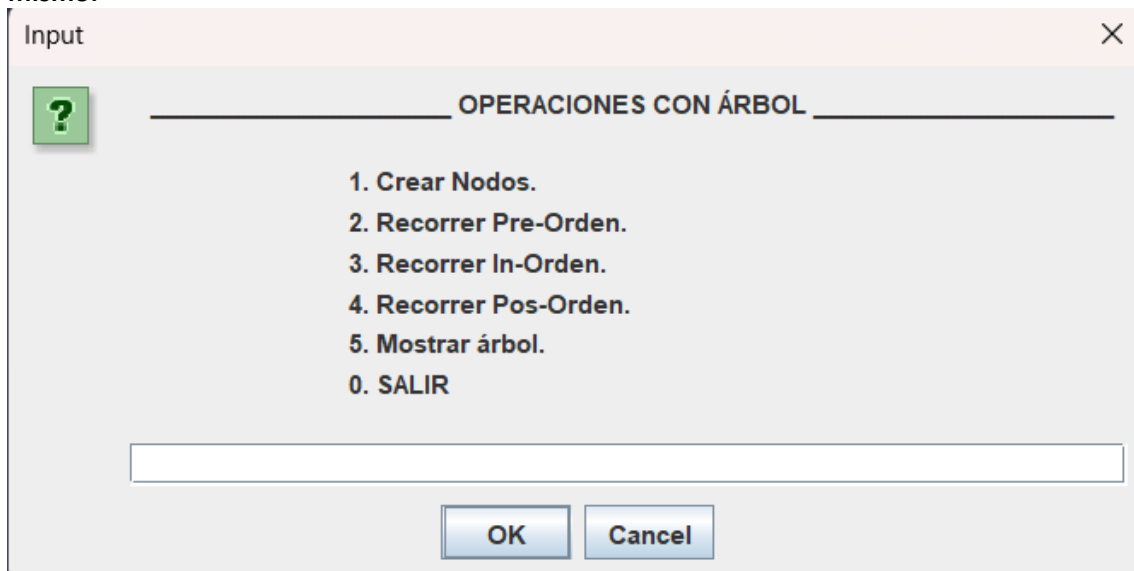 Input
OPERACIONES CON ÁRBOL
1. Crear Nodos.
2. Recorrer Pre-Orden.
3. Recorrer In-Orden.
4. Recorrer Pos-Orden.
5. Mostrar árbol.
0. SALIR
OK Cancel